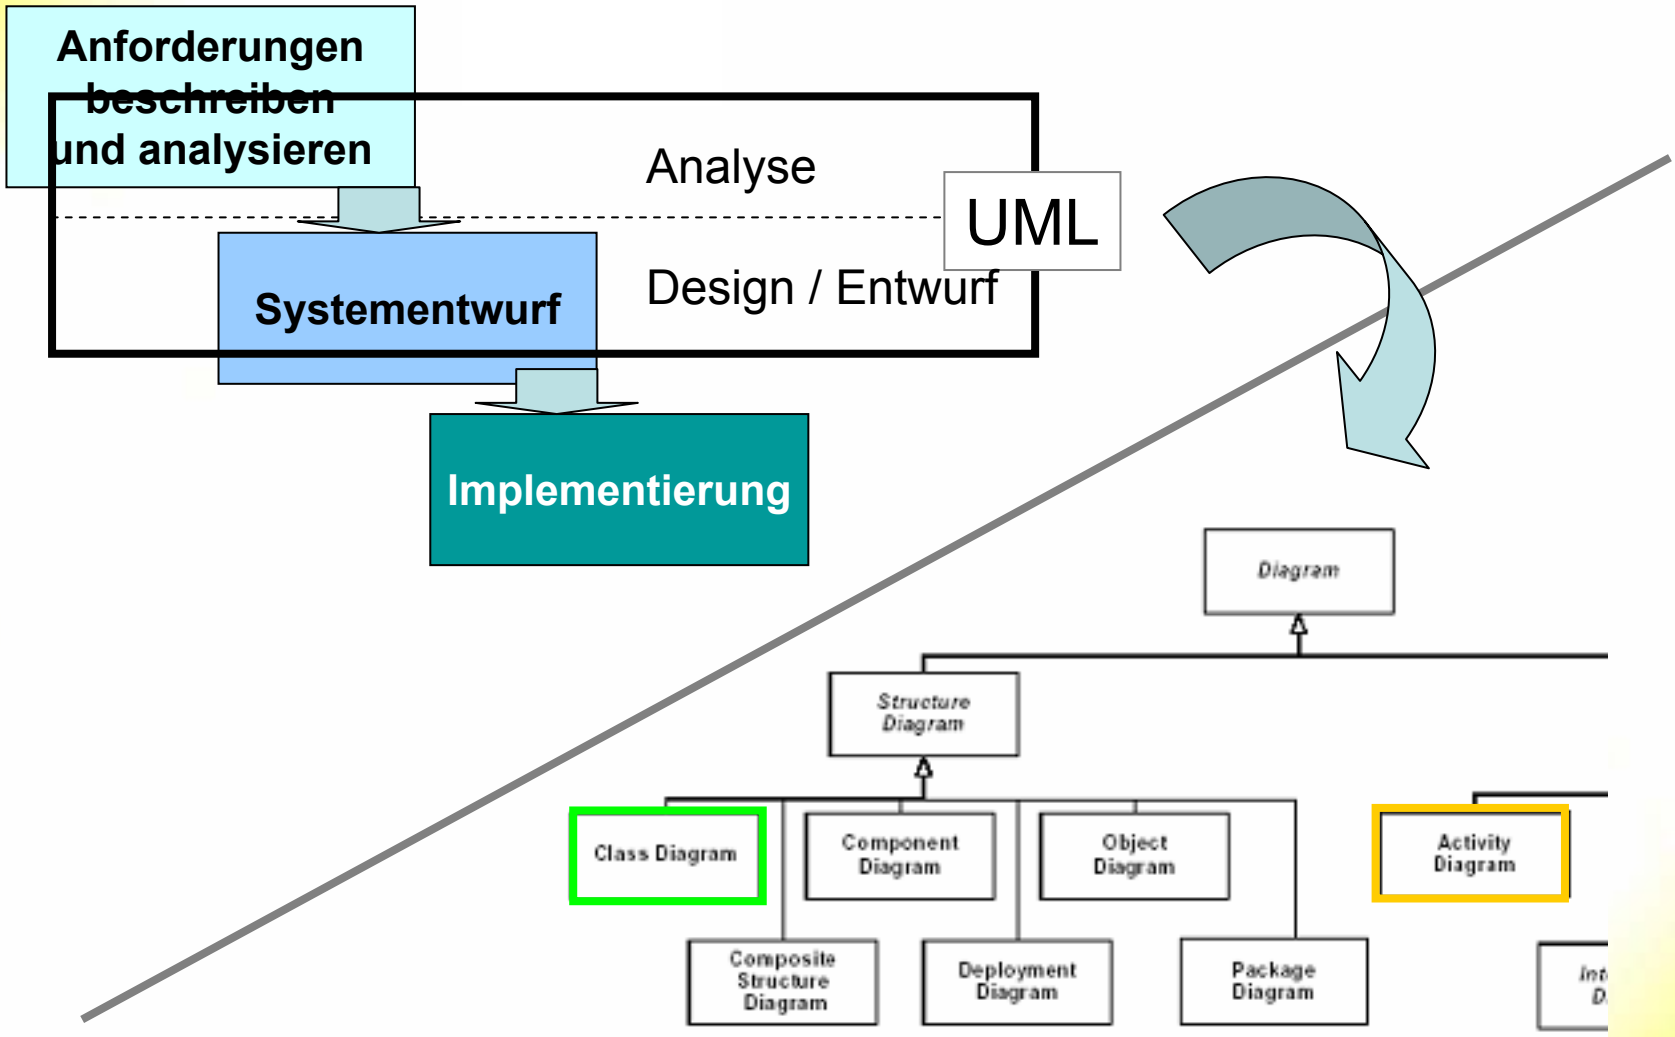 Anforderungen
beschreiben
und analysieren
Analyse
UML
Design / Entwurf
Systementwurf
Implementierung
Diagram
Structure
Diagram
Class Diagram
Component
Diagram
Object
Diagram
Activity
Diagram
Composite
Structure
Diagram
Deployment
Diagram
Package
Diagram
Int
D